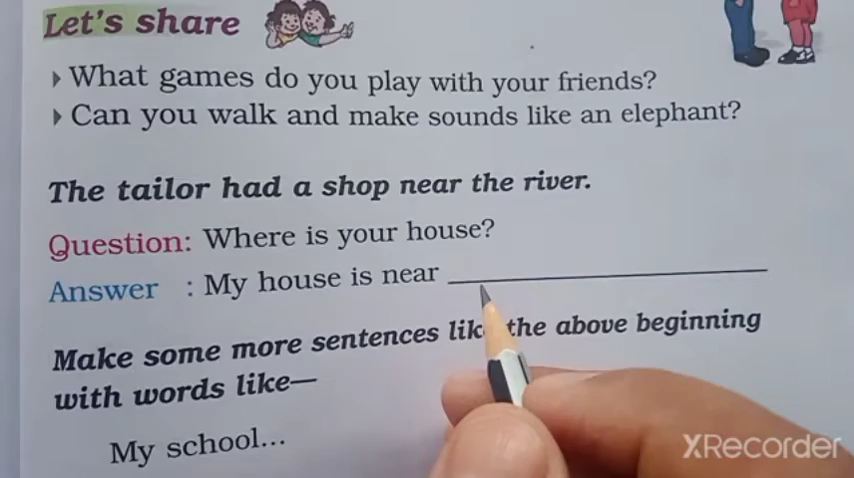 Let's share
What games do you play with your friends?
Can you walk and make sounds like an elephant?
The tailor had a shop near the river.
Question: Where is your house?
Answer : My house is near
Make some more sentences like the above beginning
with words like—
My school...
XRecorder